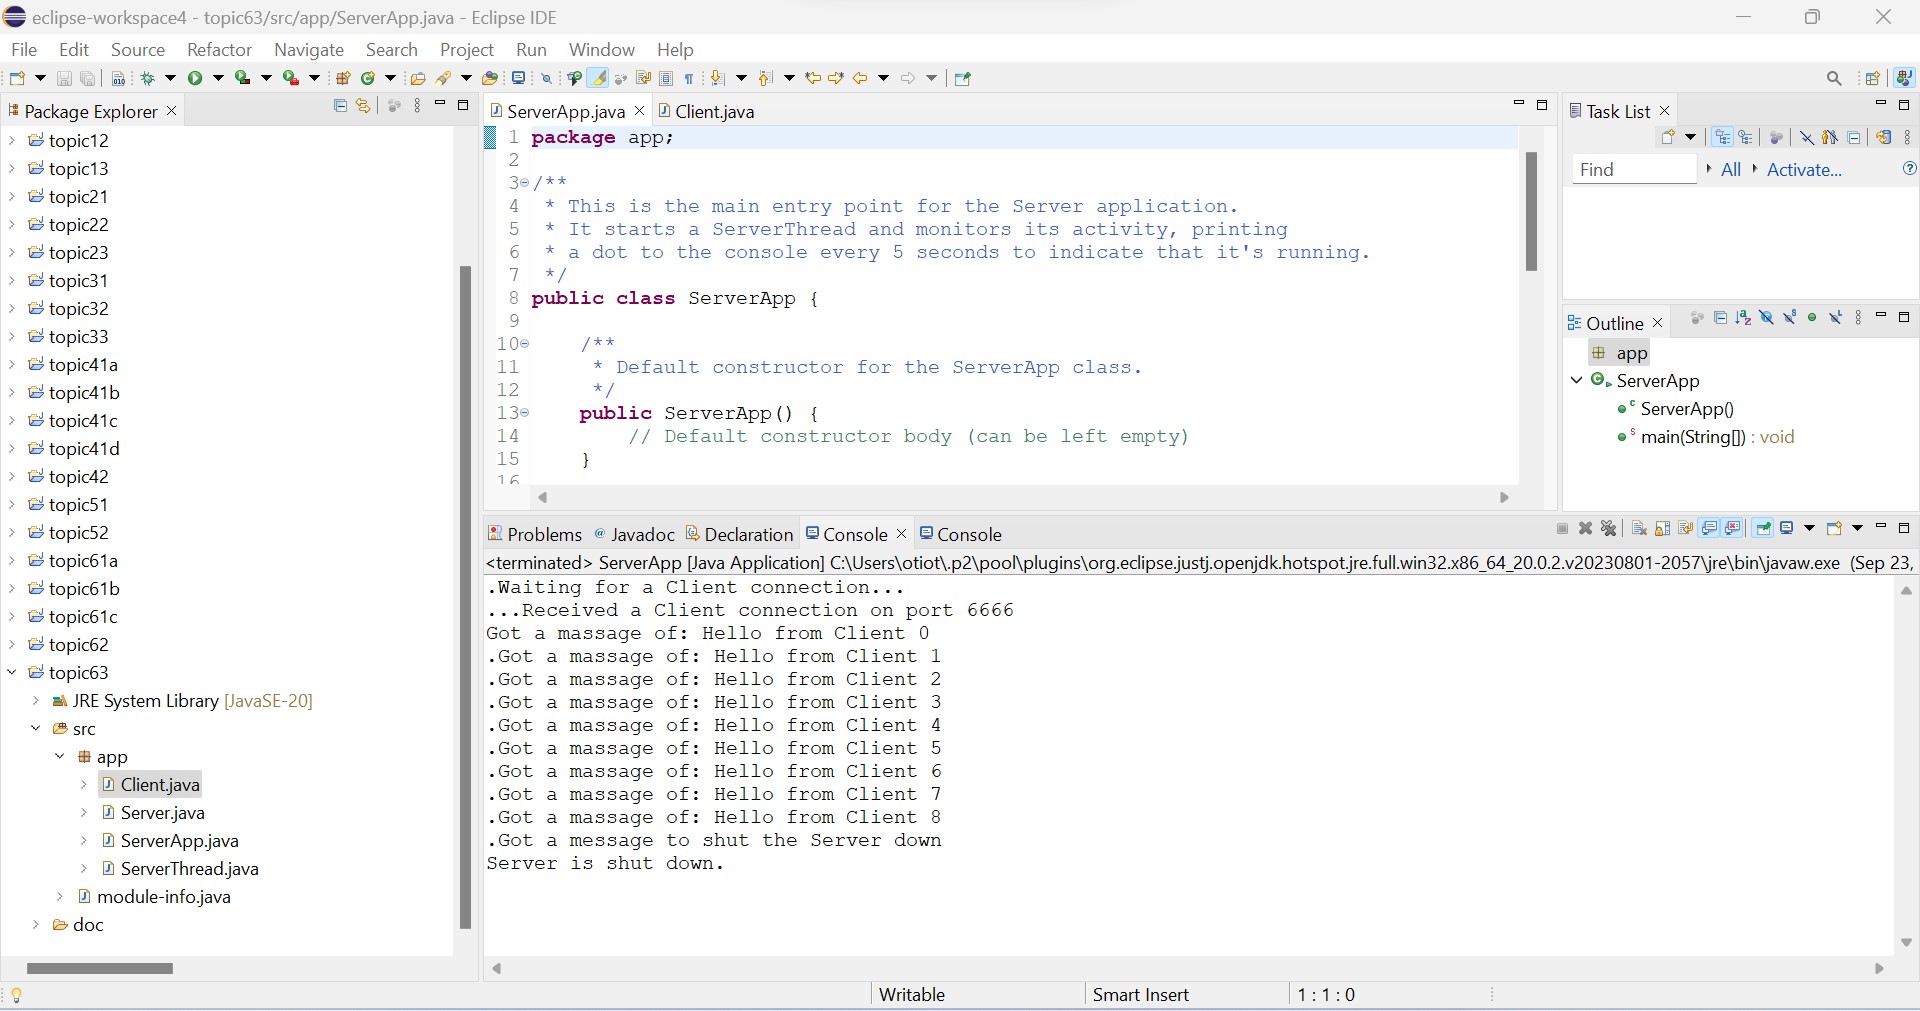 eclipse-workspace4 - topic63/src/app/ServerApp.java - Eclipse IDE
File Edit Source Refactor Navigate Search Project Run Window Help
Package Explorer
topic12
topic13
topic21
topic22
topic23
topic31
topic32
topic33
topic41a
topic41b
topic41c
topic41d
topic42
topic51
topic52
topic61a
topic61b
topic61c
topic62
topic63
JRE System Library [JavaSE-20]
src
app
Client.java
Server.java
ServerApp.java
ServerThread.java
module-info.java
doc
ServerApp.java Client.java
1 package app;
2
3 /**
4 * This is the main entry point for the Server application.
5 * It starts a ServerThread and monitors its activity, printing
6 * a dot to the console every 5 seconds to indicate that it's running.
7 */
8 public class ServerApp {
9
10 /**
11 * Default constructor for the ServerApp class.
12 */
13 public ServerApp() {
14 // Default constructor body (can be left empty)
15 }
16
Task List
Find All Activate...
Outline
app
ServerApp
ServerApp()
main(String[]) : void
Problems @ Javadoc Declaration Console Console
<terminated> ServerApp [Java Application] C:\Users\otiot\.p2\pool\plugins\org.eclipse.justj.openjdk.hotspot.jre.full.win32.x86_64_20.0.2.v20230801-2057\jre\bin\javaw.exe (Sep 23,
.Waiting for a Client connection...
...Received a Client connection on port 6666
Got a massage of: Hello from Client 0
.Got a massage of: Hello from Client 1
.Got a massage of: Hello from Client 2
.Got a massage of: Hello from Client 3
.Got a massage of: Hello from Client 4
.Got a massage of: Hello from Client 5
.Got a massage of: Hello from Client 6
.Got a massage of: Hello from Client 7
.Got a massage of: Hello from Client 8
.Got a message to shut the Server down
Server is shut down.
Writable Smart Insert 1 : 1 : 0